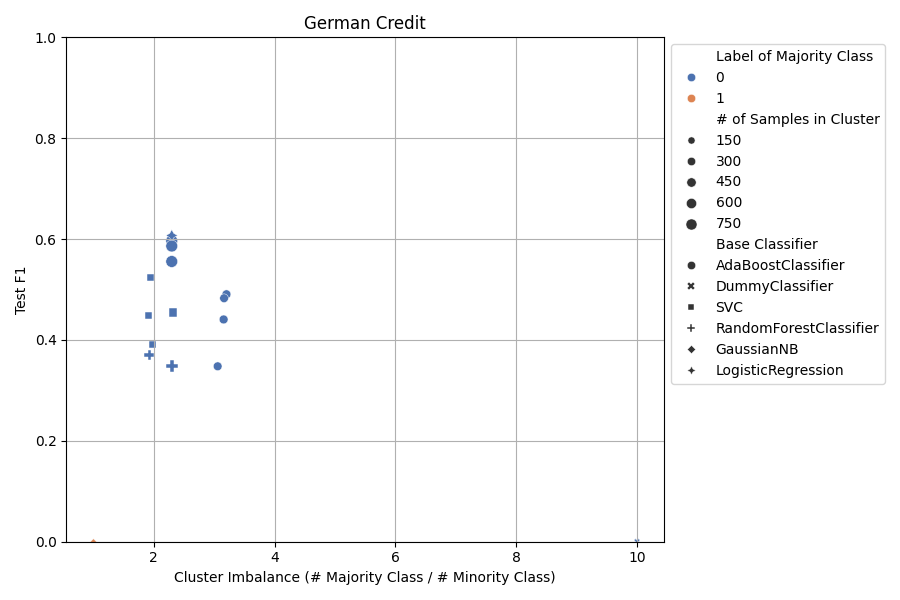 German Credit
1.0
0.8
0.6
0.4
0.2
0.0
Test F1
2
4
6
8
10
Cluster Imbalance (# Majority Class / # Minority Class)
Label of Majority Class
0
1
# of Samples in Cluster
150
300
450
600
750
Base Classifier
AdaBoostClassifier
DummyClassifier
SVC
RandomForestClassifier
GaussianNB
LogisticRegression